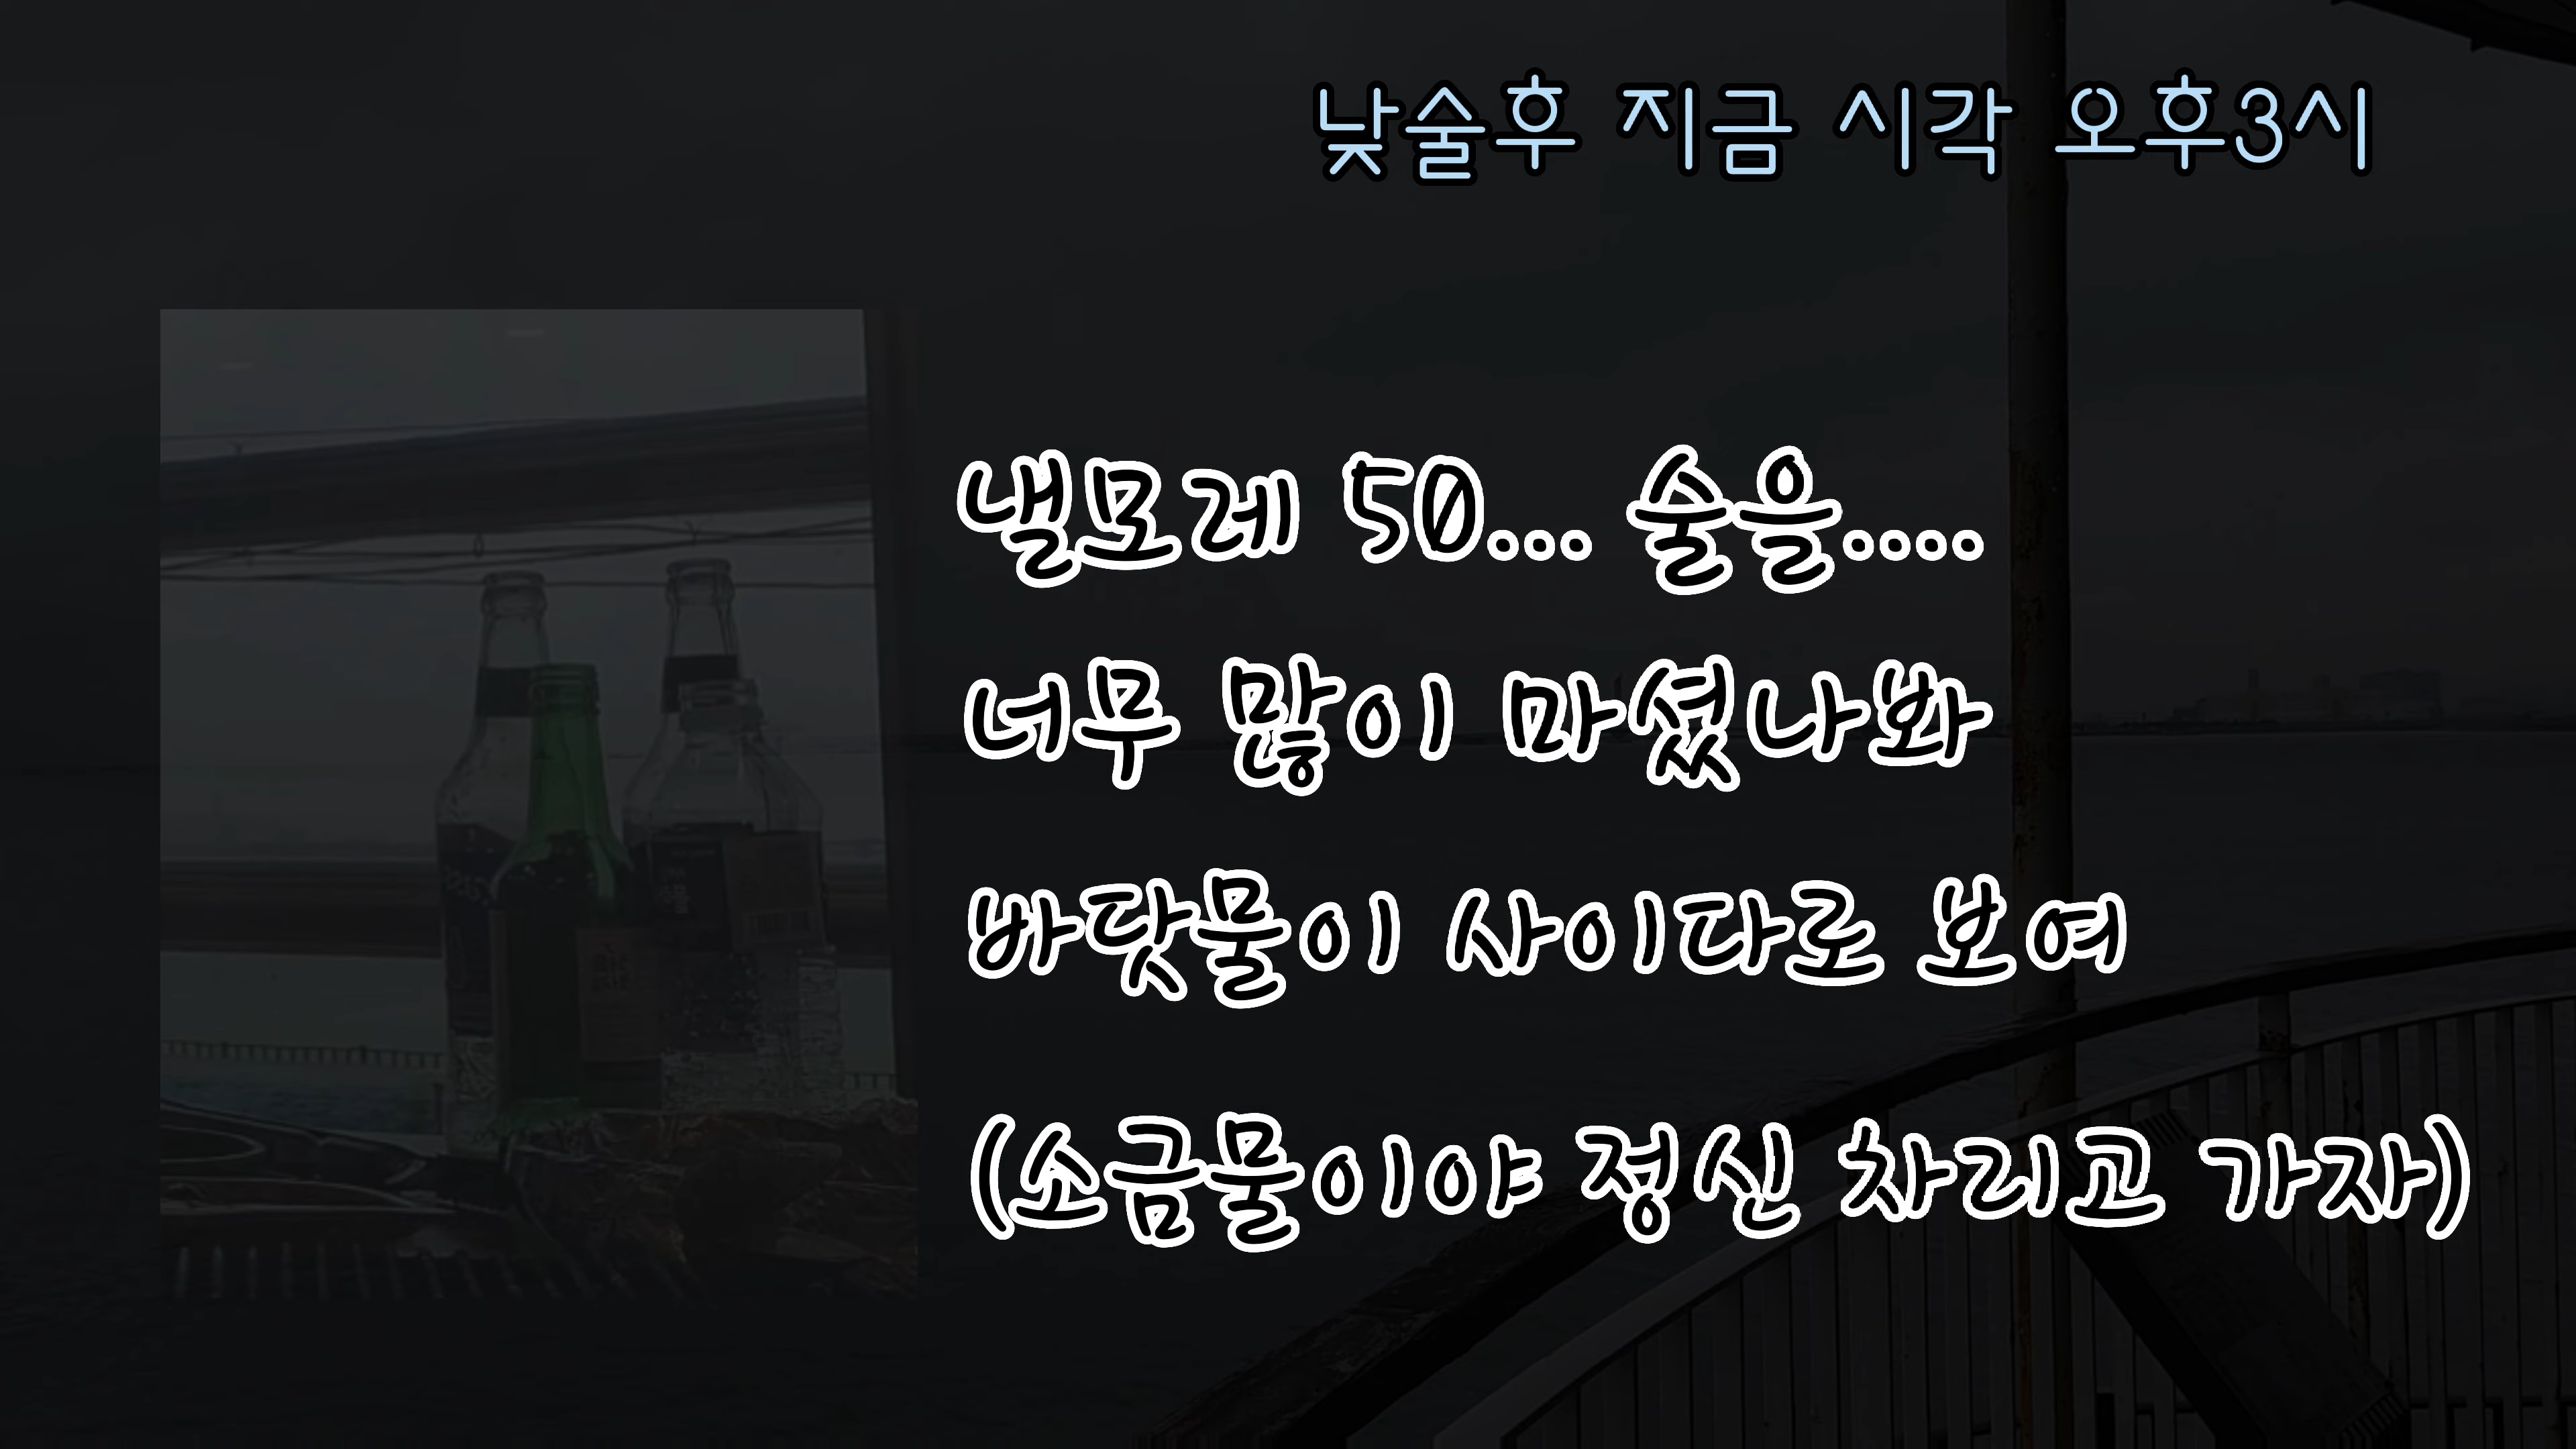 낮술후 지금 시각 오후3시
낼모레 50... 술을....
너무 많이 마셨나봐
바닷물이 사이다로 보여
(소금물이야 정신 차리고 가자)